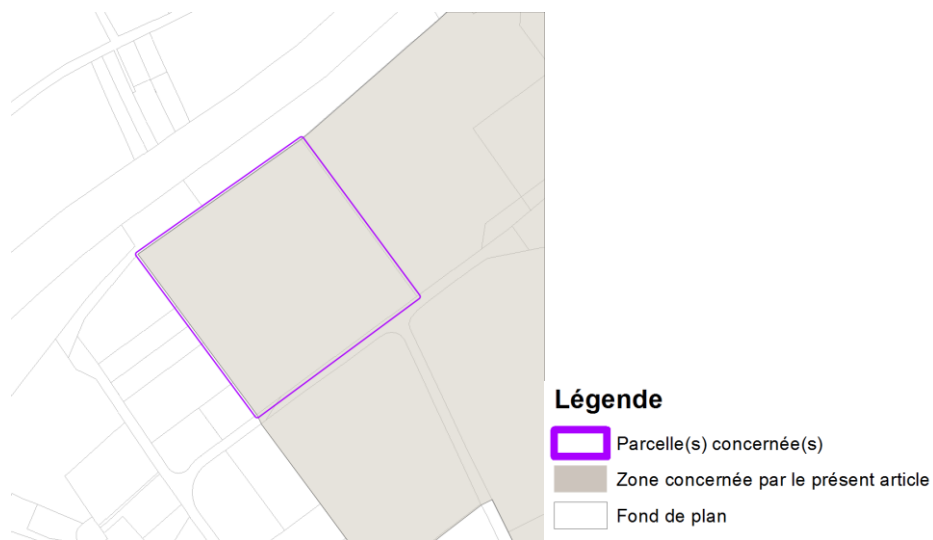 Légende
Parcelle(s) concernée(s)
Zone concernée par le présent article
Fond de plan